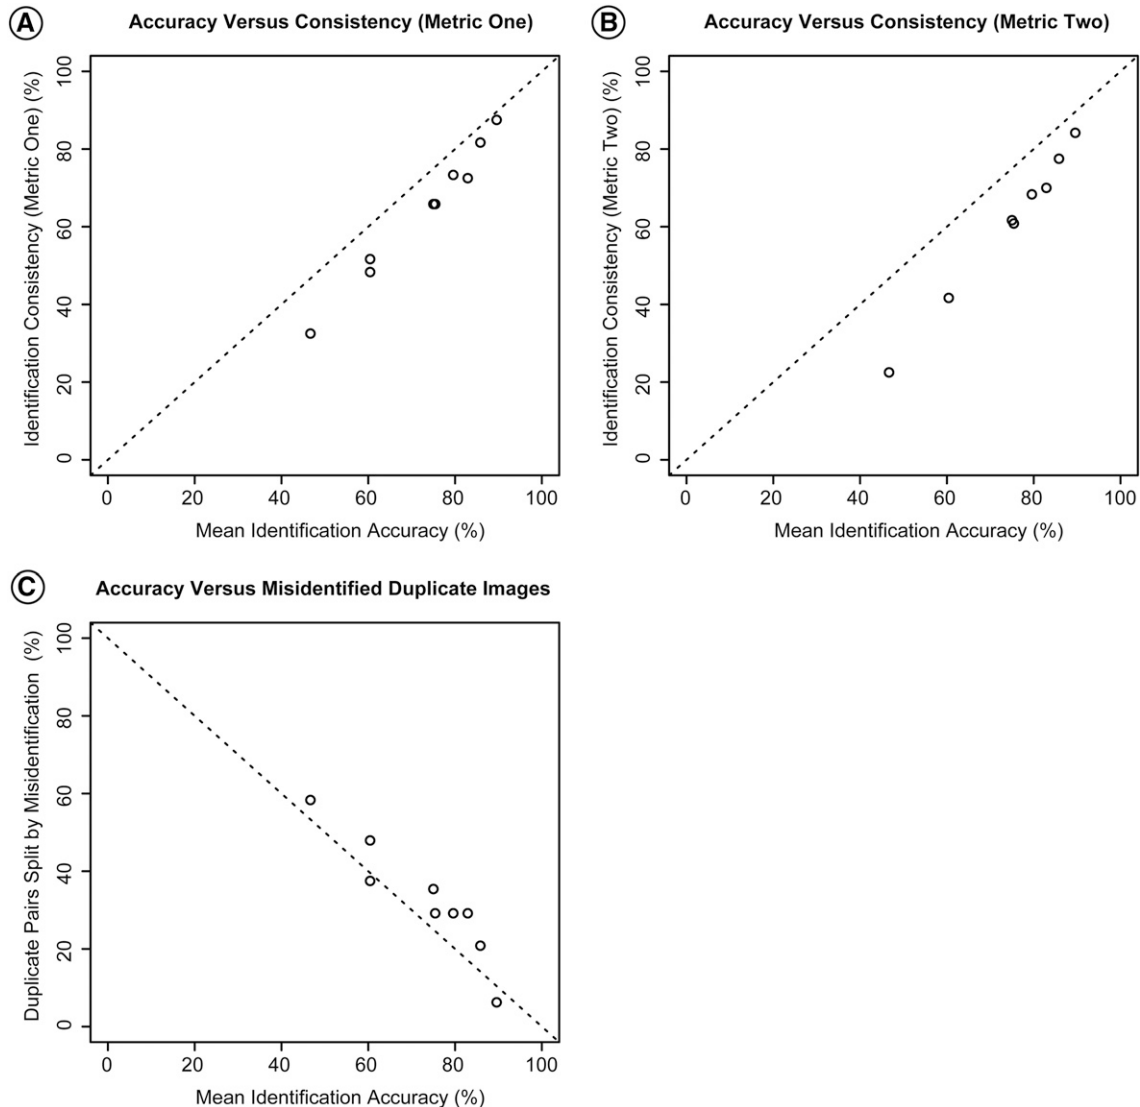 A
Accuracy Versus Consistency (Metric One)
Identification Consistency (Metric One) (%)
100
80
60
40
20
0
0 20 40 60 80 100
Mean Identification Accuracy (%)
B
Accuracy Versus Consistency (Metric Two)
Identification Consistency (Metric Two) (%)
100
80
60
40
20
0
0 20 40 60 80 100
Mean Identification Accuracy (%)
C
Accuracy Versus Misidentified Duplicate Images
Duplicate Pairs Split by Misidentification (%)
100
80
60
40
20
0
0 20 40 60 80 100
Mean Identification Accuracy (%)